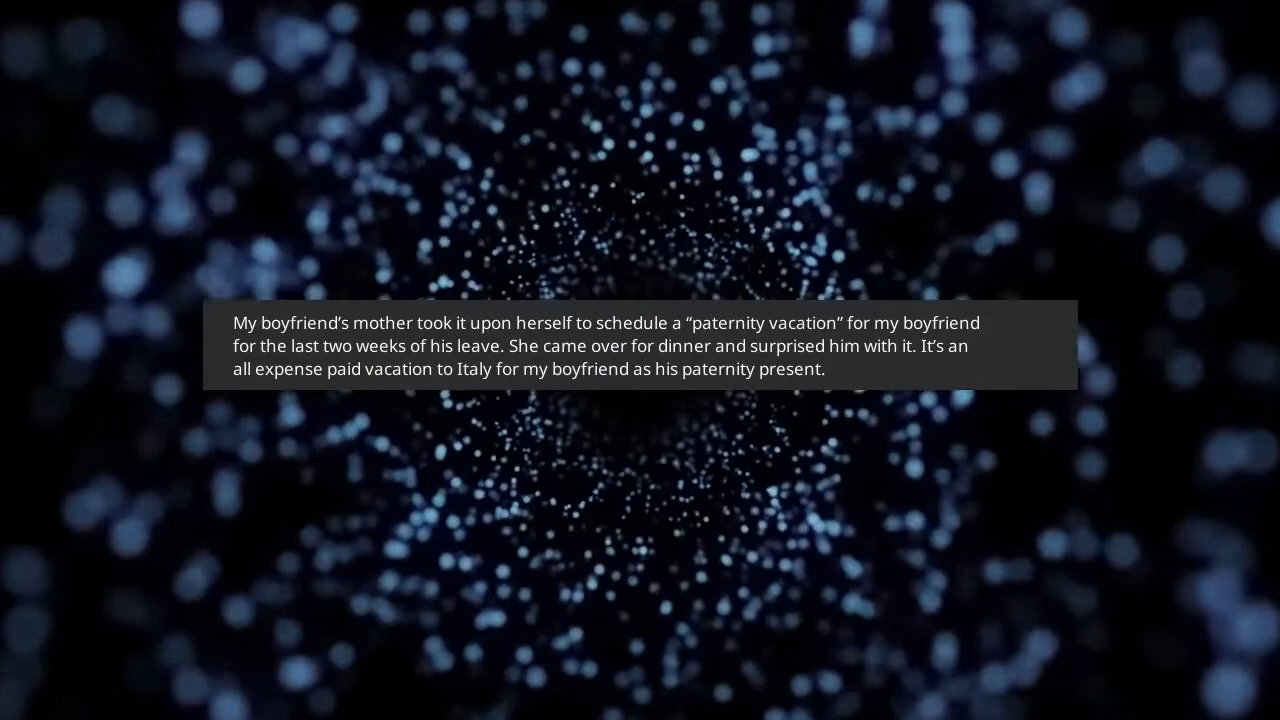 My boyfriend’s mother took it upon herself to schedule a “paternity vacation” for my boyfriend
for the last two weeks of his leave. She came over for dinner and surprised him with it. It’s an
all expense paid vacation to Italy for my boyfriend as his paternity present.